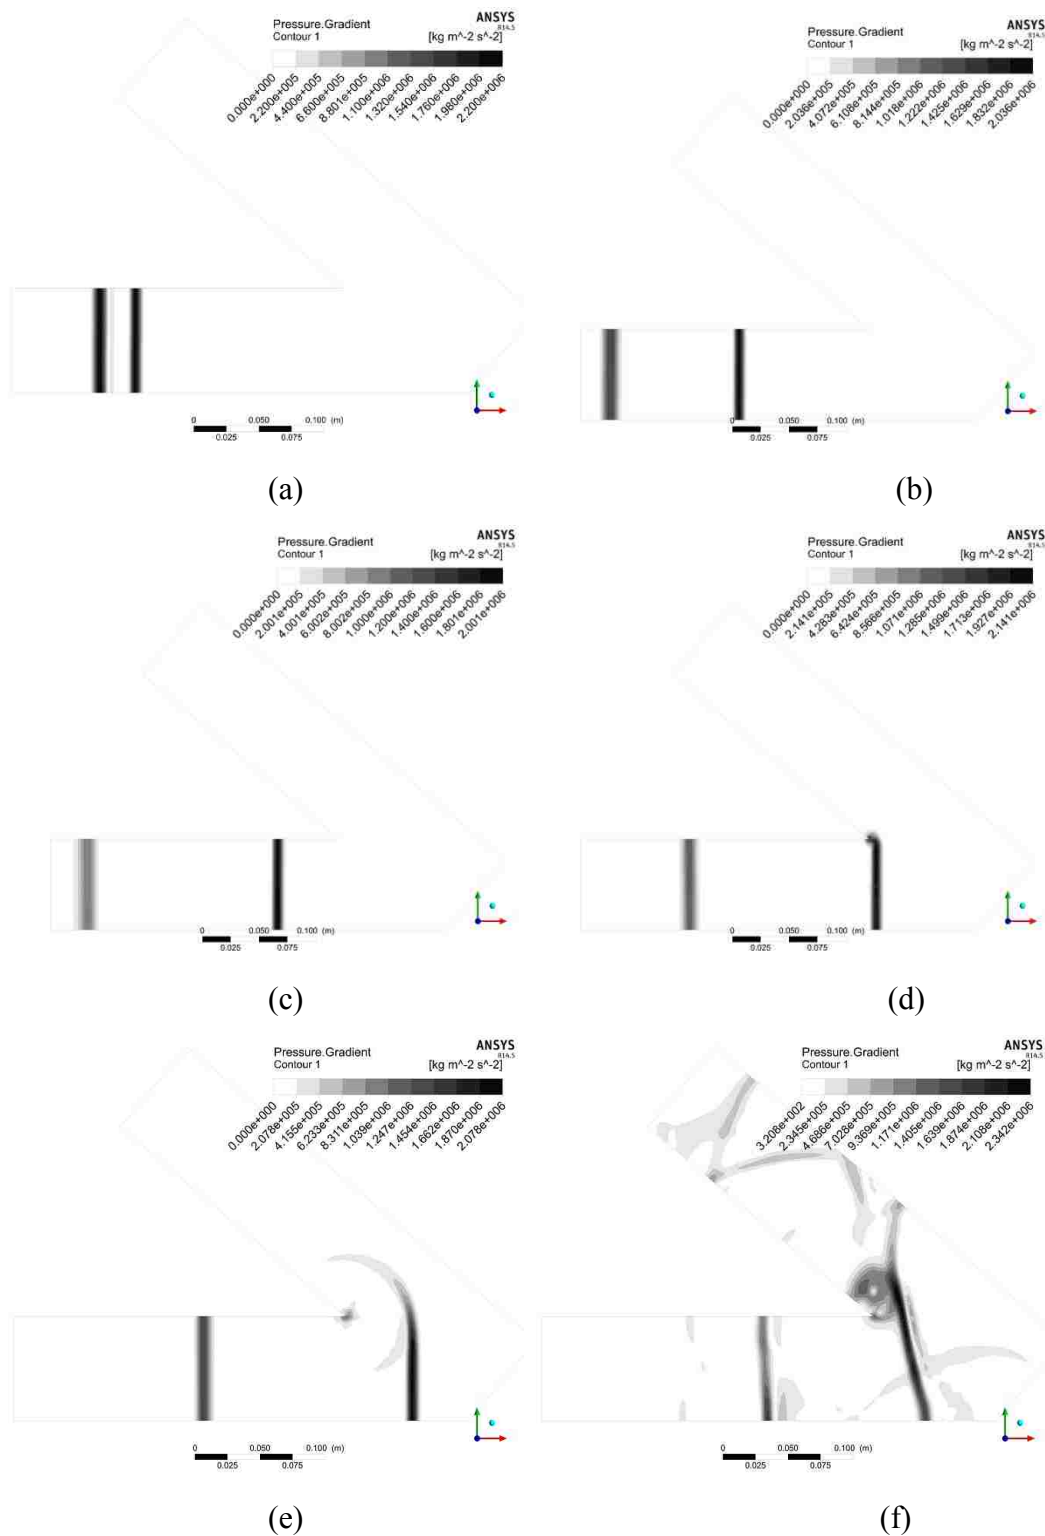 ANSYS
R14.5
Pressure.Gradient
Contour 1 [kg m^-2 s^-2]
0.000e+000 2.200e+005 4.400e+005 6.600e+005 8.801e+005 1.100e+006 1.320e+006 1.540e+006 1.760e+006 1.980e+006 2.200e+006
0 0.050 0.100 (m)
0.025 0.075
(a)
ANSYS
R14.5
Pressure.Gradient
Contour 1 [kg m^-2 s^-2]
0.000e+000 2.036e+005 4.072e+005 6.108e+005 8.144e+005 1.018e+006 1.222e+006 1.425e+006 1.629e+006 1.832e+006 2.036e+006
0 0.050 0.100 (m)
0.025 0.075
(b)
ANSYS
R14.5
Pressure.Gradient
Contour 1 [kg m^-2 s^-2]
0.000e+000 2.001e+005 4.001e+005 6.002e+005 8.002e+005 1.000e+006 1.200e+006 1.400e+006 1.600e+006 1.801e+006 2.001e+006
0 0.050 0.100 (m)
0.025 0.075
(c)
ANSYS
R14.5
Pressure.Gradient
Contour 1 [kg m^-2 s^-2]
0.000e+000 2.141e+005 4.283e+005 6.424e+005 8.566e+005 1.071e+006 1.285e+006 1.499e+006 1.713e+006 1.927e+006 2.141e+006
0 0.050 0.100 (m)
0.025 0.075
(d)
ANSYS
R14.5
Pressure.Gradient
Contour 1 [kg m^-2 s^-2]
0.000e+000 2.078e+005 4.155e+005 6.233e+005 8.311e+005 1.039e+006 1.247e+006 1.454e+006 1.662e+006 1.870e+006 2.078e+006
0 0.050 0.100 (m)
0.025 0.075
(e)
ANSYS
R14.5
Pressure.Gradient
Contour 1 [kg m^-2 s^-2]
3.208e+002 2.345e+005 4.686e+005 7.028e+005 9.369e+005 1.171e+006 1.405e+006 1.639e+006 1.874e+006 2.108e+006 2.342e+006
0 0.050 0.100 (m)
0.025 0.075
(f)